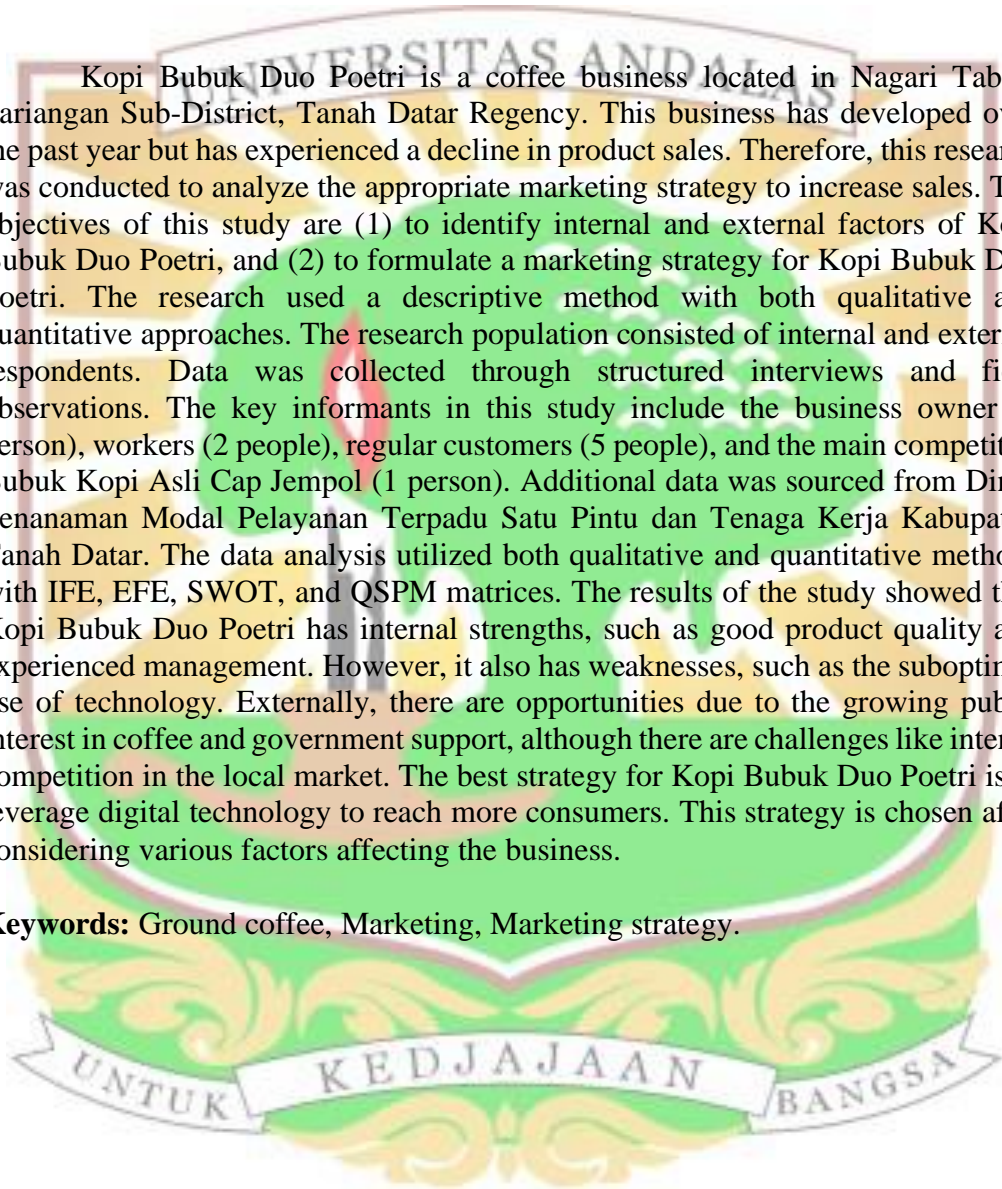 UNIVERSITAS ANDALAS
Kopi Bubuk Duo Poetri is a coffee business located in Nagari Tab
ariangan Sub-District, Tanah Datar Regency. This business has developed ov
he past year but has experienced a decline in product sales. Therefore, this resear
was conducted to analyze the appropriate marketing strategy to increase sales. T
bjectives of this study are (1) to identify internal and external factors of K
Bubuk Duo Poetri, and (2) to formulate a marketing strategy for Kopi Bubuk D
oetri. The research used a descriptive method with both qualitative a
uantitative approaches. The research population consisted of internal and exter
espondents. Data was collected through structured interviews and fi
bservations. The key informants in this study include the business owner
erson), workers (2 people), regular customers (5 people), and the main competit
Bubuk Kopi Asli Cap Jempol (1 person). Additional data was sourced from Din
enanaman Modal Pelayanan Terpadu Satu Pintu dan Tenaga Kerja Kabupat
Tanah Datar. The data analysis utilized both qualitative and quantitative metho
with IFE, EFE, SWOT, and QSPM matrices. The results of the study showed th
Kopi Bubuk Duo Poetri has internal strengths, such as good product quality a
xperienced management. However, it also has weaknesses, such as the suboptim
se of technology. Externally, there are opportunities due to the growing pub
nterest in coffee and government support, although there are challenges like inten
ompetition in the local market. The best strategy for Kopi Bubuk Duo Poetri is
everage digital technology to reach more consumers. This strategy is chosen af
onsidering various factors affecting the business.
Keywords: Ground coffee, Marketing, Marketing strategy.
UNTUK KEDJAJAAN BANGSA